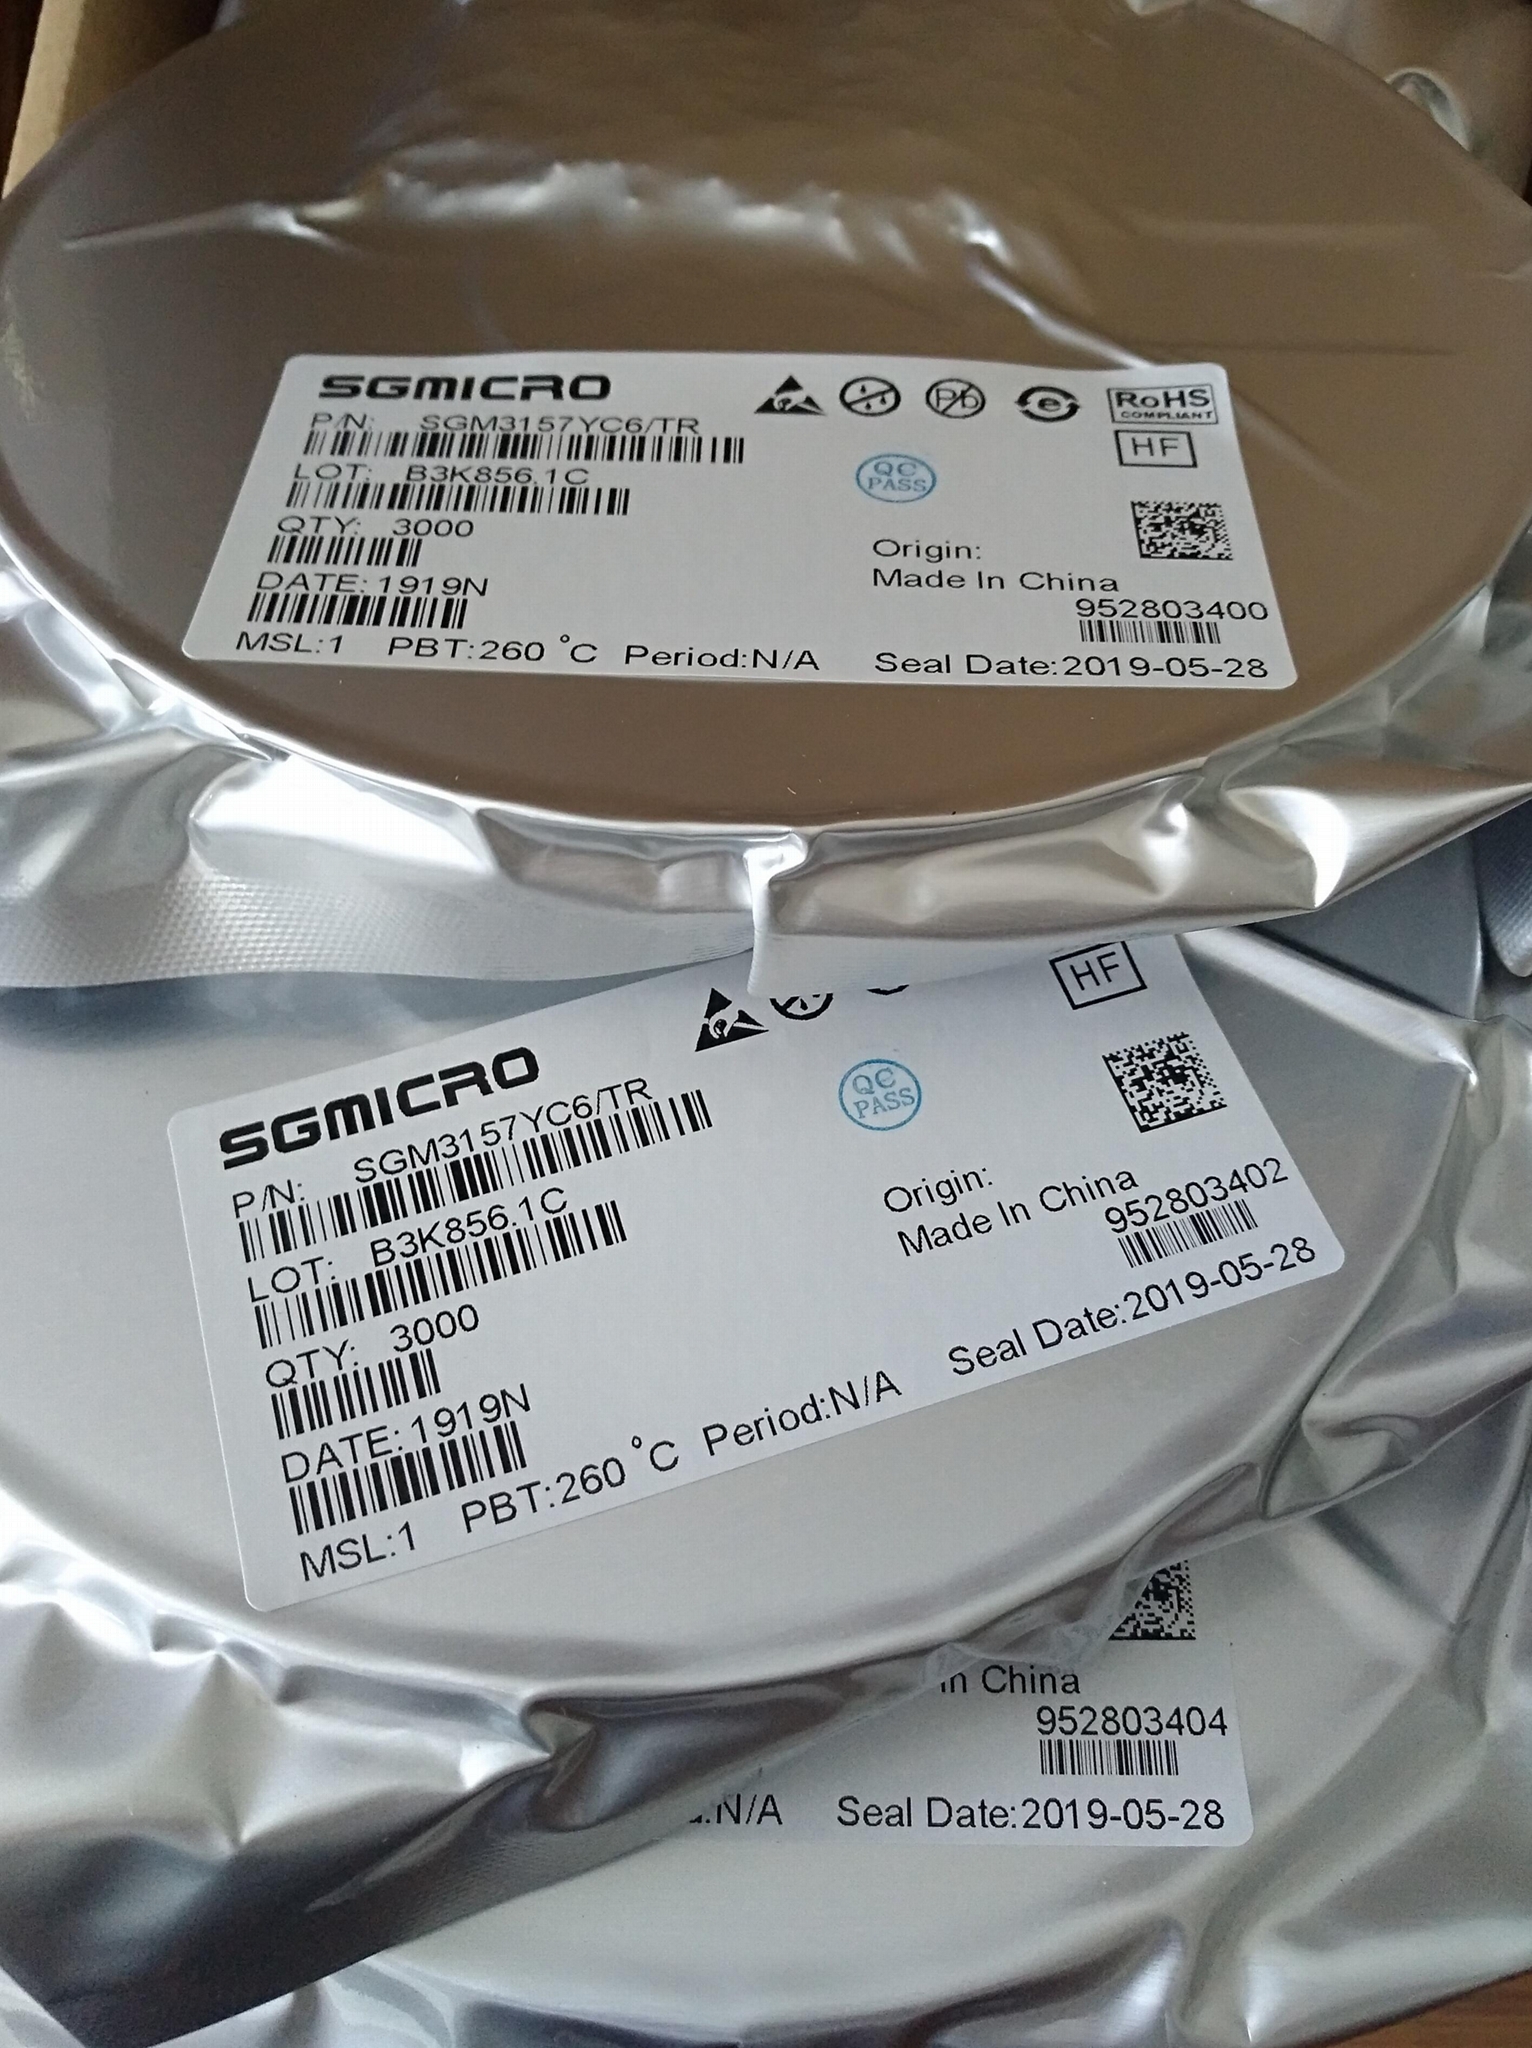 SGMICRO
P/N: SGM3157YC6/TR
LOT: B3K856.1C
QTY: 3000
DATE: 1919N
MSL:1 PBT:260 °C Period:N/A
Pb
e
RoHS
COMPLIANT
HF
QC
PASS
Origin:
Made In China
952803400
Seal Date:2019-05-28
SGMICRO
P/N: SGM3157YC6/TR
LOT: B3K856.1C
QTY: 3000
DATE: 1919N
MSL:1 PBT:260 °C Period:N/A
HF
QC
PASS
Origin:
Made In China
952803402
Seal Date:2019-05-28
In China
952803404
N/A Seal Date:2019-05-28